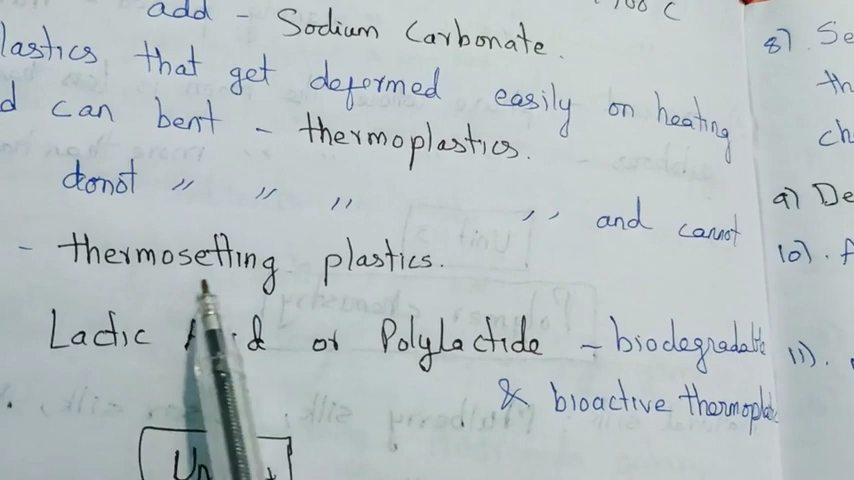 add - Sodium Carbonate.
lastics that get deformed easily on heating
d can bent - thermoplastics.
donot " " " " and cannot
- thermosetting plastics.
Lactic or Polylactide - biodegradable
& bioactive
8) Se
th
ch
9) De
10).
11).